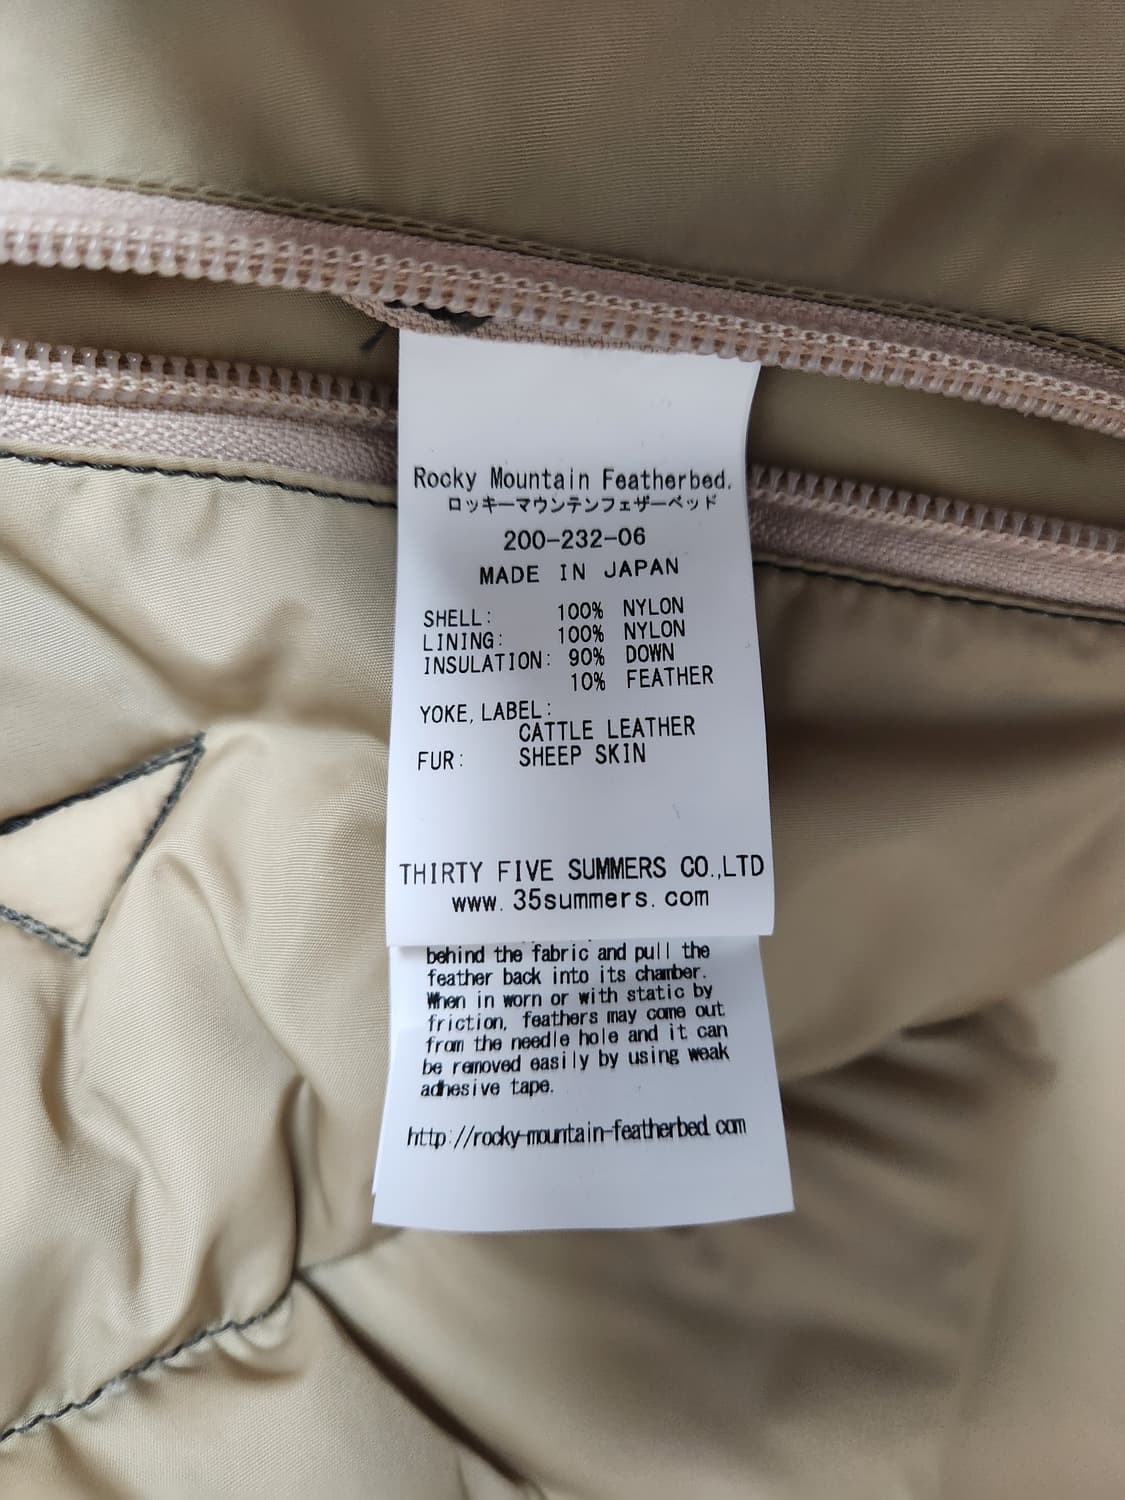 Rocky Mountain Featherbed.
ロッキーマウンテンフェザーベッド
200-232-06
MADE IN JAPAN
SHELL: 100% NYLON
LINING: 100% NYLON
INSULATION: 90% DOWN
10% FEATHER
YOKE, LABEL:
CATTLE LEATHER
FUR: SHEEP SKIN
THIRTY FIVE SUMMERS CO.,LTD
www.35summers.com
behind the fabric and pull the
feather back into its chamber.
When in worn or with static by
friction, feathers may come out
from the needle hole and it can
be removed easily by using weak
adhesive tape.
http://rocky-mountain-featherbed.com